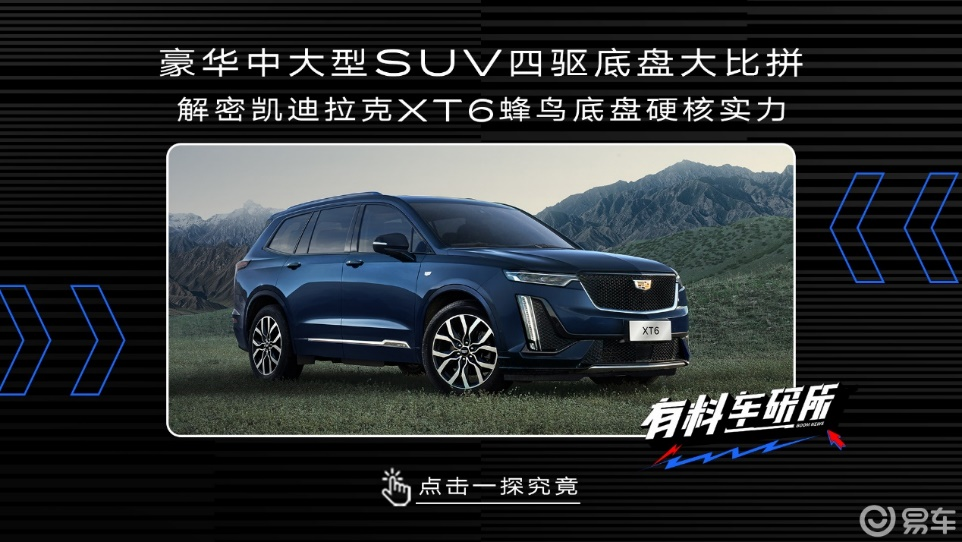 豪华中大型SUV四驱底盘大比拼
解密凯迪拉克XT6蜂鸟底盘硬核实力
XT6
有料车研所
BOOM NEWS
点击一探究竟
易车